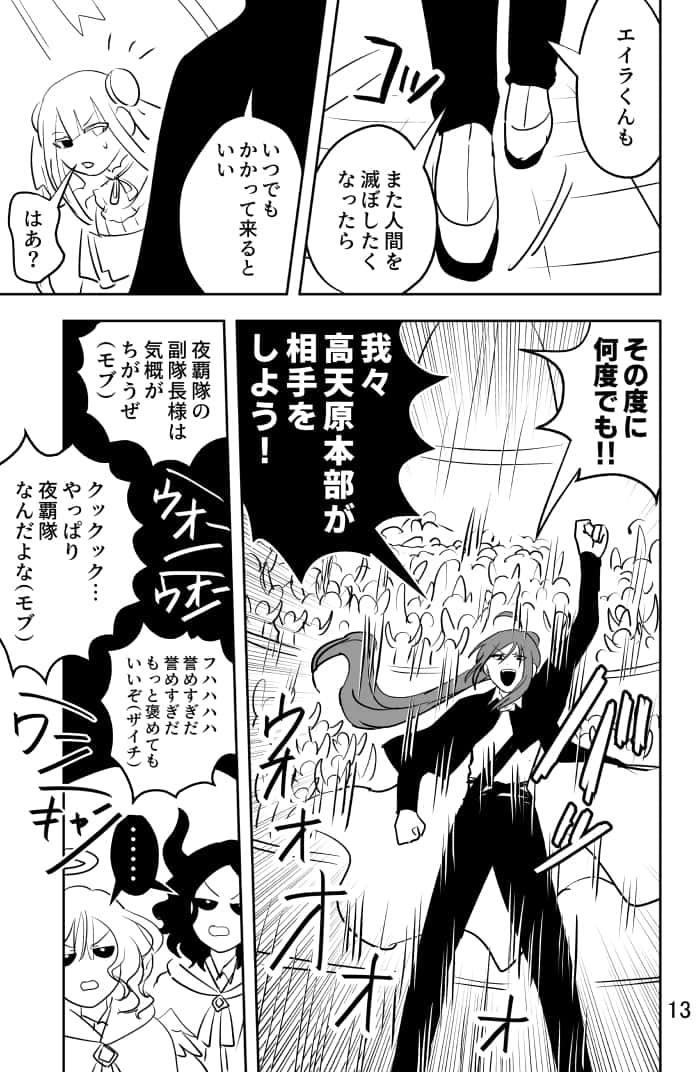 エイラくんも
また人間を
滅ぼしたく
なったら
コツ
いつでも
かかって来ると
いい
はあ?
その度に
何度でも!!
我々
高天原本部が
相手を
しよう!
ウオオオオオ
夜覇隊の
副隊長様は
気概が
ちがうぜ
(モブ)
ウオー
ウオー
クックック…
やっぱり
夜覇隊
なんだよな(モブ)
フハハハハ
誉めすぎだ
誉めすぎだ
もっと褒めても
いいぞ(ザイチ)
ワーーキャー
……
13